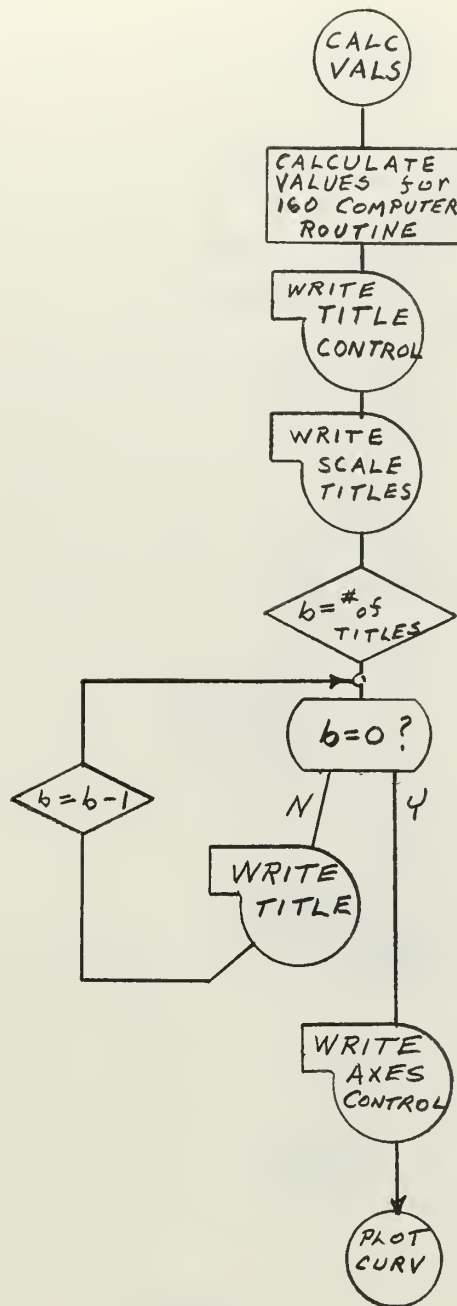 CALC
VALS
CALCULATE
VALUES for
160 COMPUTER
ROUTINE
WRITE
TITLE
CONTROL
WRITE
SCALE
TITLES
b = # of
TITLES
b = 0 ?
N
Y
b = b - 1
WRITE
TITLE
WRITE
AXES
CONTROL
PLOT
CURV